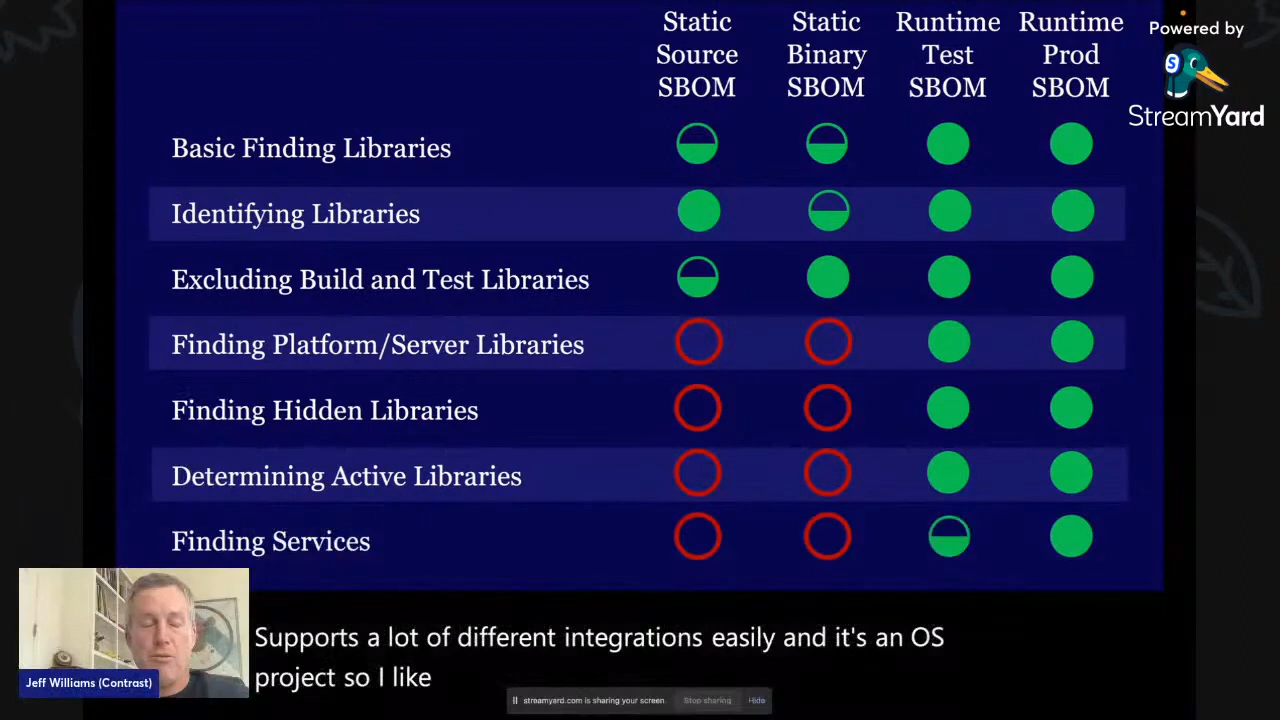 Static Source SBOM
Static Binary SBOM
Runtime Test SBOM
Runtime Prod SBOM
Powered by
StreamYard
Basic Finding Libraries
Identifying Libraries
Excluding Build and Test Libraries
Finding Platform/Server Libraries
Finding Hidden Libraries
Determining Active Libraries
Finding Services
Supports a lot of different integrations easily and it's an OS
project so I like
Jeff Williams (Contrast)
streamyard.com is sharing your screen.
Stop sharing
Hide